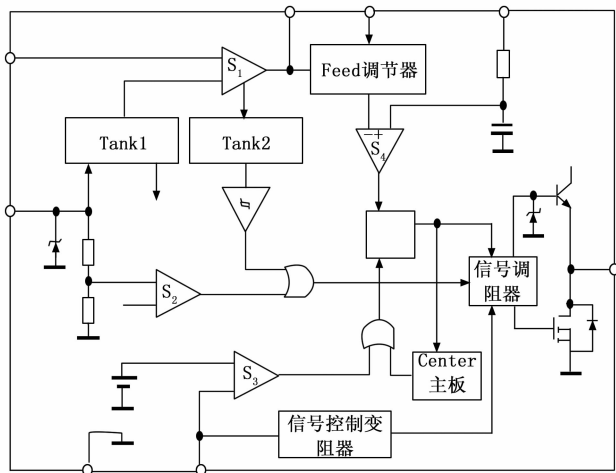 S1
Feed调节器
Tank1
Tank2
-+
S4
S2
信号调
阻器
S3
Center
主板
信号控制变
阻器